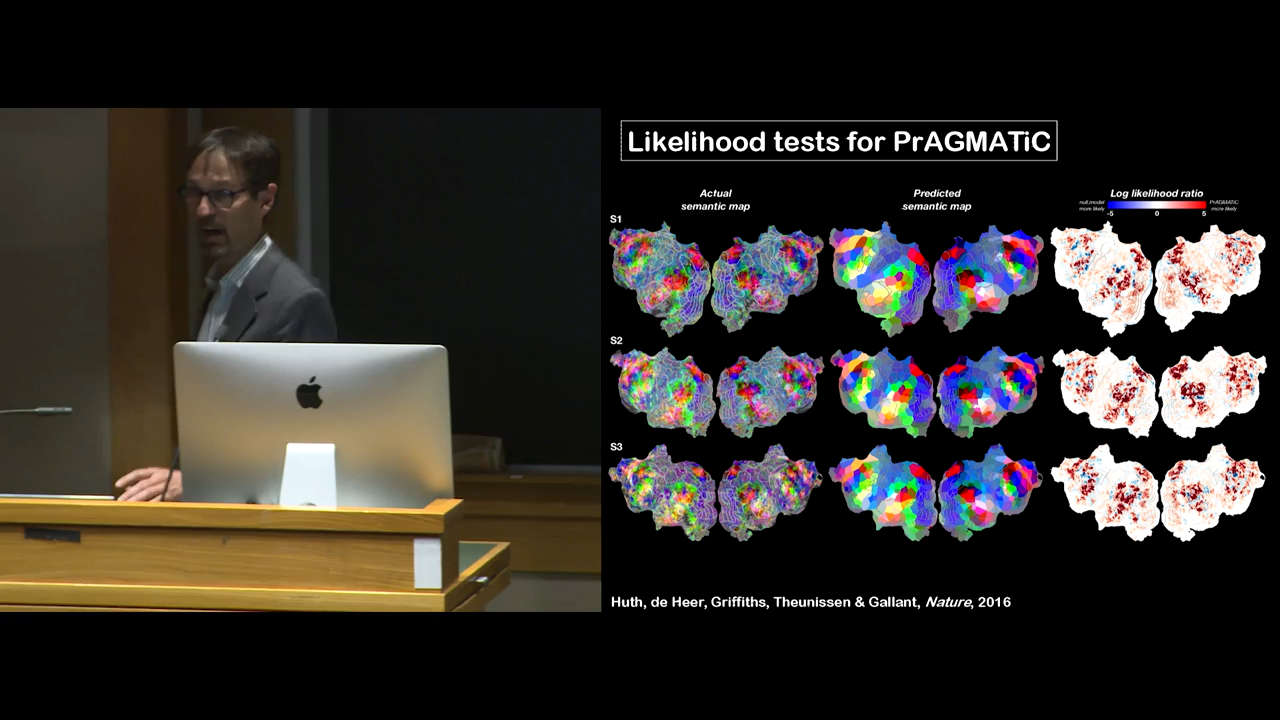 Likelihood tests for PrAGMATiC
Actual
semantic map
Predicted
semantic map
Log likelihood ratio
null model
more likely
PrAGMATiC
more likely
-5
0
5
S1
S2
S3
Huth, de Heer, Griffiths, Theunissen & Gallant, Nature, 2016